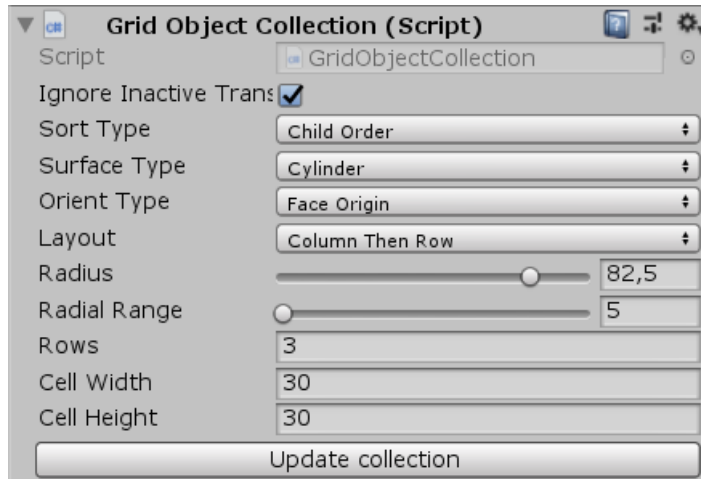 Grid Object Collection (Script)
Script GridObjectCollection
Ignore Inactive Trans
Sort Type Child Order
Surface Type Cylinder
Orient Type Face Origin
Layout Column Then Row
Radius 82,5
Radial Range 5
Rows 3
Cell Width 30
Cell Height 30
Update collection